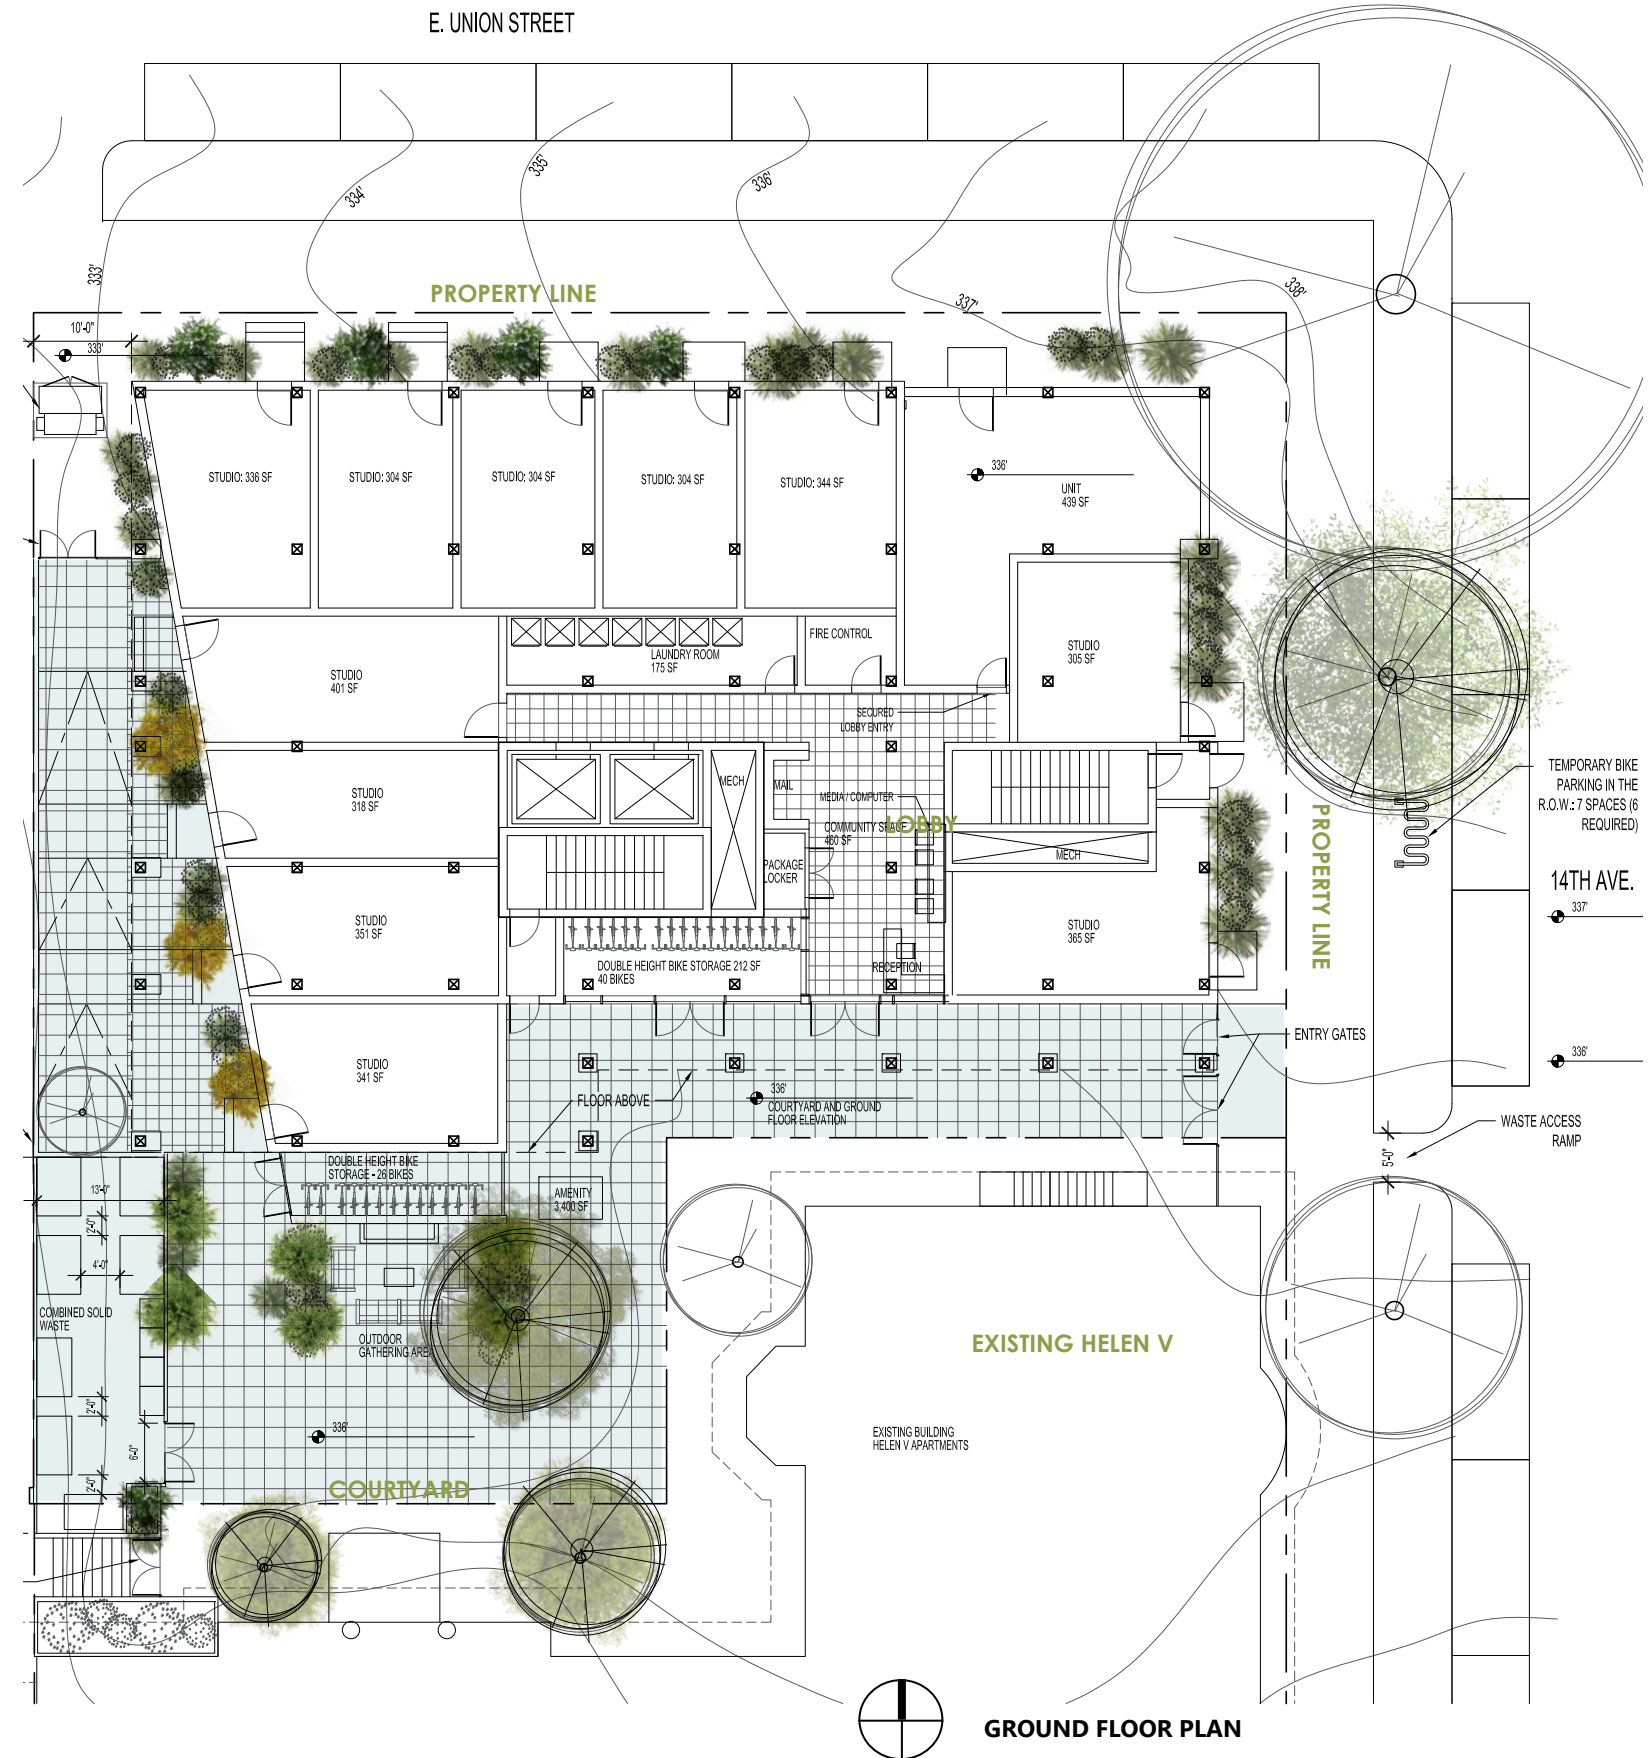 E. UNION STREET
335'
334'
336'
333'
338'
337'
PROPERTY LINE
10'-0"
333'
STUDIO: 336 SF
STUDIO: 304 SF
STUDIO: 304 SF
STUDIO: 304 SF
STUDIO: 344 SF
336'
UNIT
439 SF
FIRE CONTROL
LAUNDRY ROOM
175 SF
STUDIO
305 SF
STUDIO
401 SF
SECURED
LOBBY ENTRY
MECH
MAIL
STUDIO
318 SF
MEDIA / COMPUTER
COMMUNITY SPACE
460 SF
LOBBY
MECH
PACKAGE
LOCKER
STUDIO
351 SF
STUDIO
365 SF
DOUBLE HEIGHT BIKE STORAGE 212 SF
40 BIKES
RECEPTION
PROPERTY LINE
TEMPORARY BIKE
PARKING IN THE
R.O.W.: 7 SPACES (6
REQUIRED)
14TH AVE.
337'
ENTRY GATES
336'
STUDIO
341 SF
FLOOR ABOVE
336'
COURTYARD AND GROUND
FLOOR ELEVATION
WASTE ACCESS
RAMP
5'-0"
DOUBLE HEIGHT BIKE
STORAGE - 26 BIKES
AMENITY
3,400 SF
13'-0"
2'-0"
4'-0"
COMBINED SOLID
WASTE
OUTDOOR
GATHERING AREA
EXISTING HELEN V
2'-0"
336'
6'-0"
2'-0"
EXISTING BUILDING
HELEN V APARTMENTS
COURTYARD
GROUND FLOOR PLAN